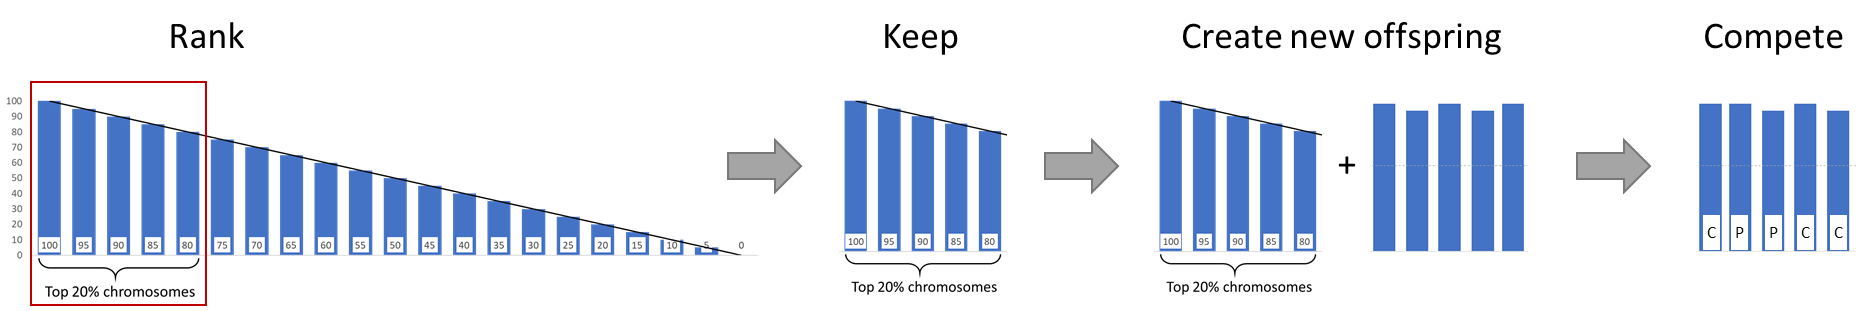 Rank
Keep
Create new offspring
Compete
100
90
80
70
60
50
40
30
20
10
0
100 95 90 85 80 75 70 65 60 55 50 45 40 35 30 25 20 15 10 5 0
Top 20% chromosomes
100 95 90 85 80
Top 20% chromosomes
100 95 90 85 80
Top 20% chromosomes
+
C P P C C